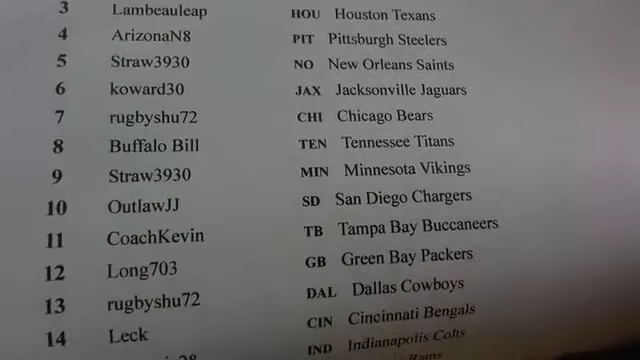 3 Lambeauleap HOU Houston Texans
4 ArizonaN8 PIT Pittsburgh Steelers
5 Straw3930 NO New Orleans Saints
6 koward30 JAX Jacksonville Jaguars
7 rugbyshu72 CHI Chicago Bears
8 Buffalo Bill TEN Tennessee Titans
9 Straw3930 MIN Minnesota Vikings
10 OutlawJJ SD San Diego Chargers
11 CoachKevin TB Tampa Bay Buccaneers
12 Long703 GB Green Bay Packers
13 rugbyshu72 DAL Dallas Cowboys
14 Leck CIN Cincinnati Bengals
IND Indianapolis Colts
Rams